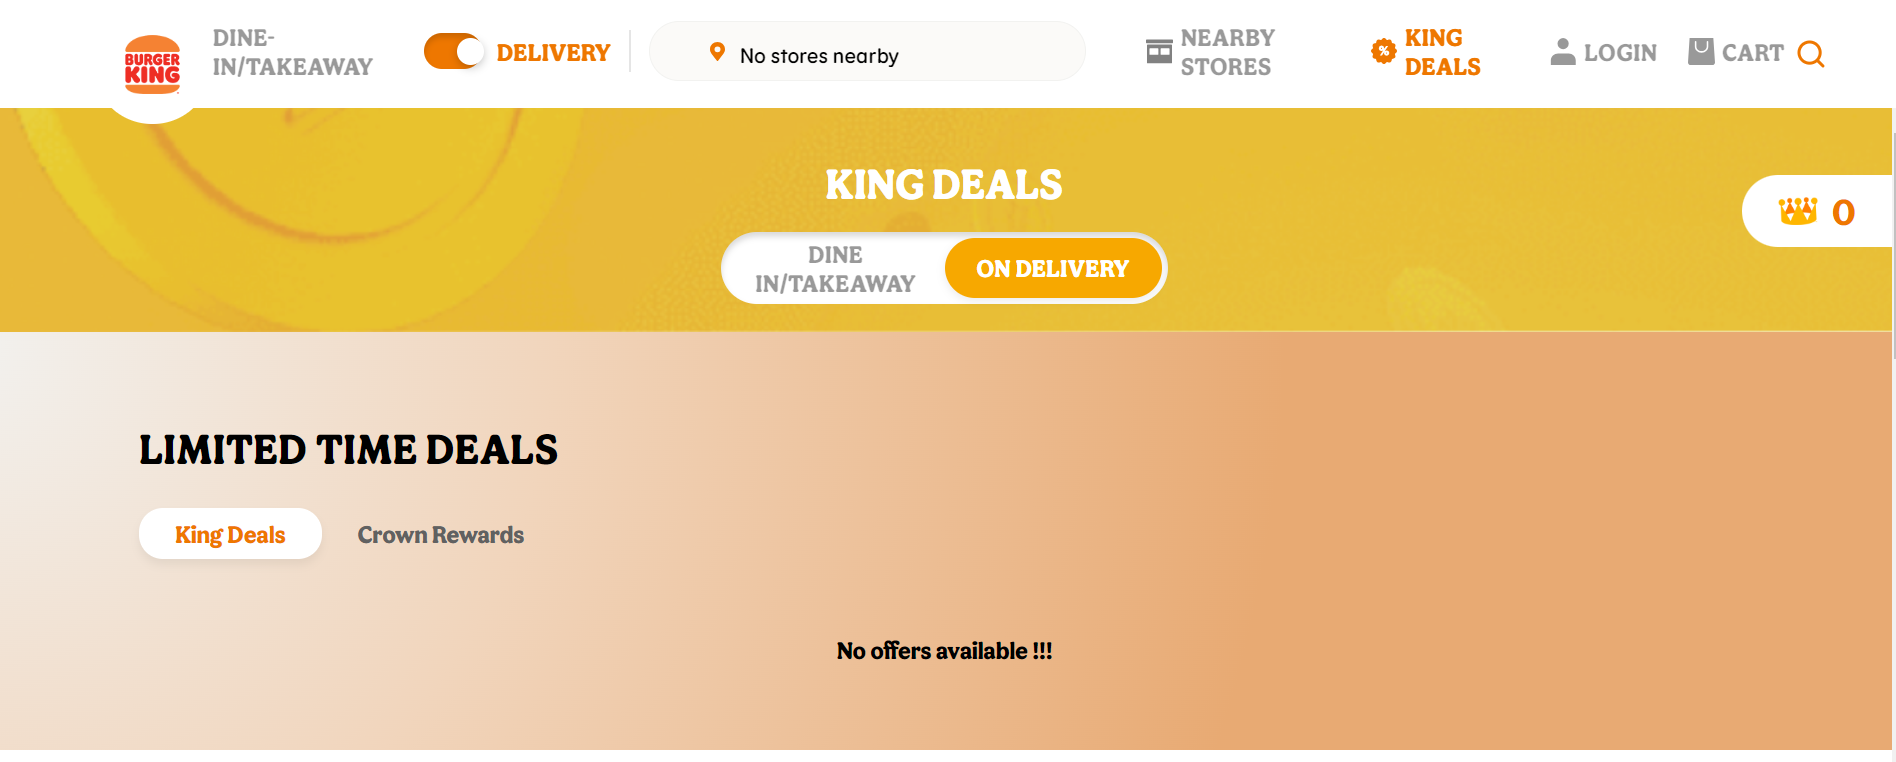 BURGER
KING
DINE-
IN/TAKEAWAY
DELIVERY
No stores nearby
NEARBY
STORES
KING
DEALS
LOGIN
CART
KING DEALS
0
DINE
IN/TAKEAWAY
ON DELIVERY
LIMITED TIME DEALS
King Deals
Crown Rewards
No offers available !!!